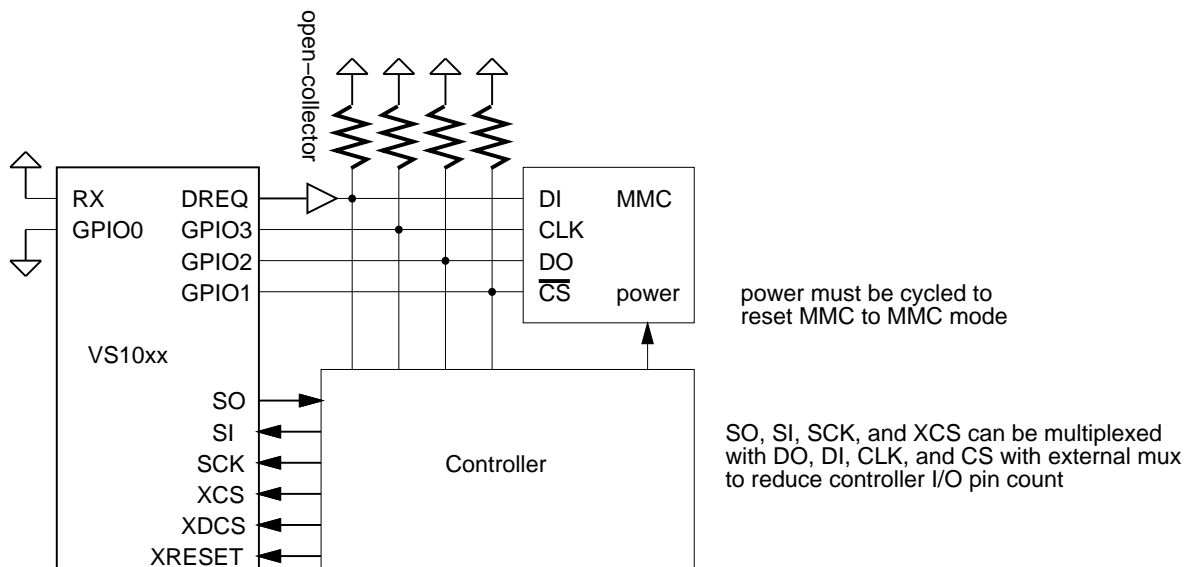 open–collector
RX
DREQ
DI
MMC
GPIO0
GPIO3
CLK
GPIO2
DO
GPIO1
CS
power
power must be cycled to
reset MMC to MMC mode
VS10xx
SO
SI
SCK
Controller
XCS
XDCS
XRESET
SO, SI, SCK, and XCS can be multiplexed
with DO, DI, CLK, and CS with external mux
to reduce controller I/O pin count